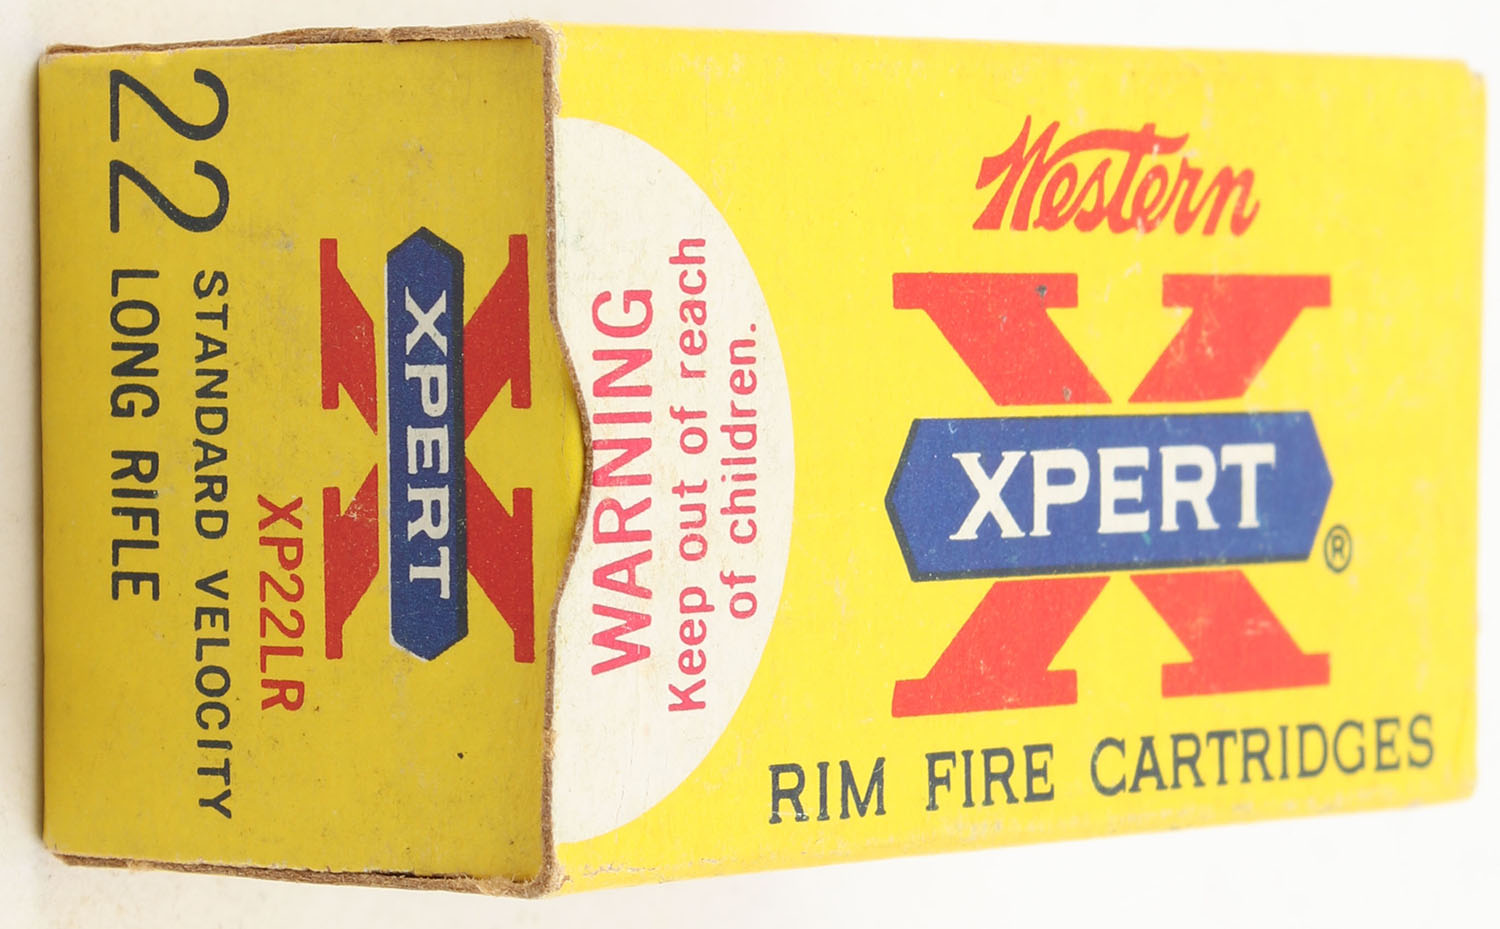 22
STANDARD VELOCITY
LONG RIFLE
XP22LR
XPERT
WARNING
Keep out of reach
of children.
Western
XPERT
®
RIM FIRE CARTRIDGES